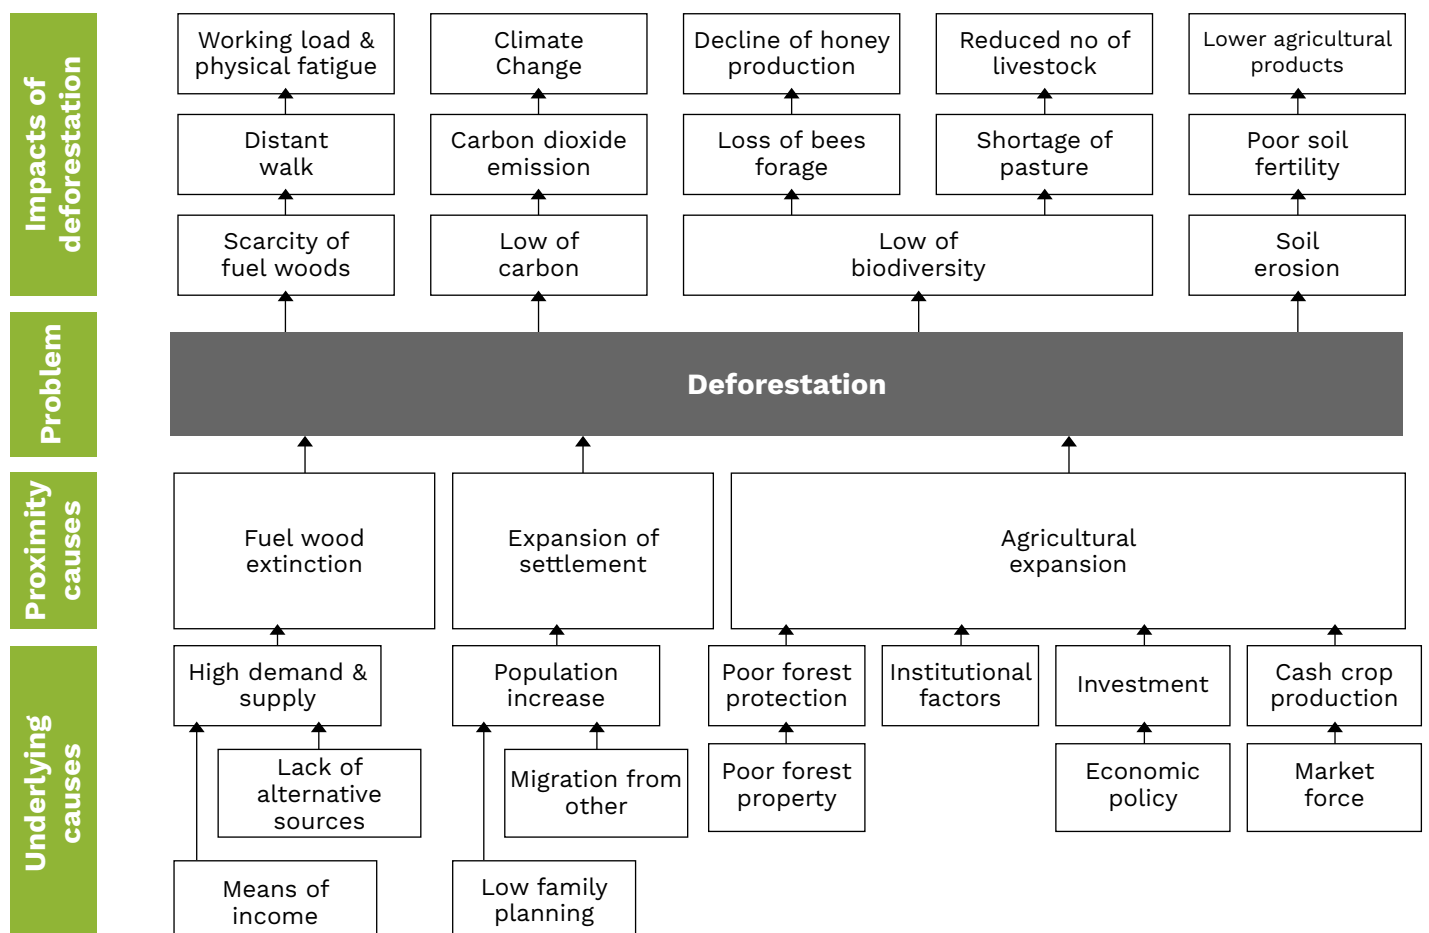 Impacts of
deforestation
Working load &
physical fatigue
Climate
Change
Decline of honey
production
Reduced no of
livestock
Lower agricultural
products
Distant
walk
Carbon dioxide
emission
Loss of bees
forage
Shortage of
pasture
Poor soil
fertility
Scarcity of
fuel woods
Low of
carbon
Low of
biodiversity
Soil
erosion
Problem
Deforestation
Proximity
causes
Fuel wood
extinction
Expansion of
settlement
Agricultural
expansion
Underlying
causes
High demand &
supply
Population
increase
Poor forest
protection
Institutional
factors
Investment
Cash crop
production
Lack of
alternative
sources
Migration from
other
Poor forest
property
Economic
policy
Market
force
Means of
income
Low family
planning